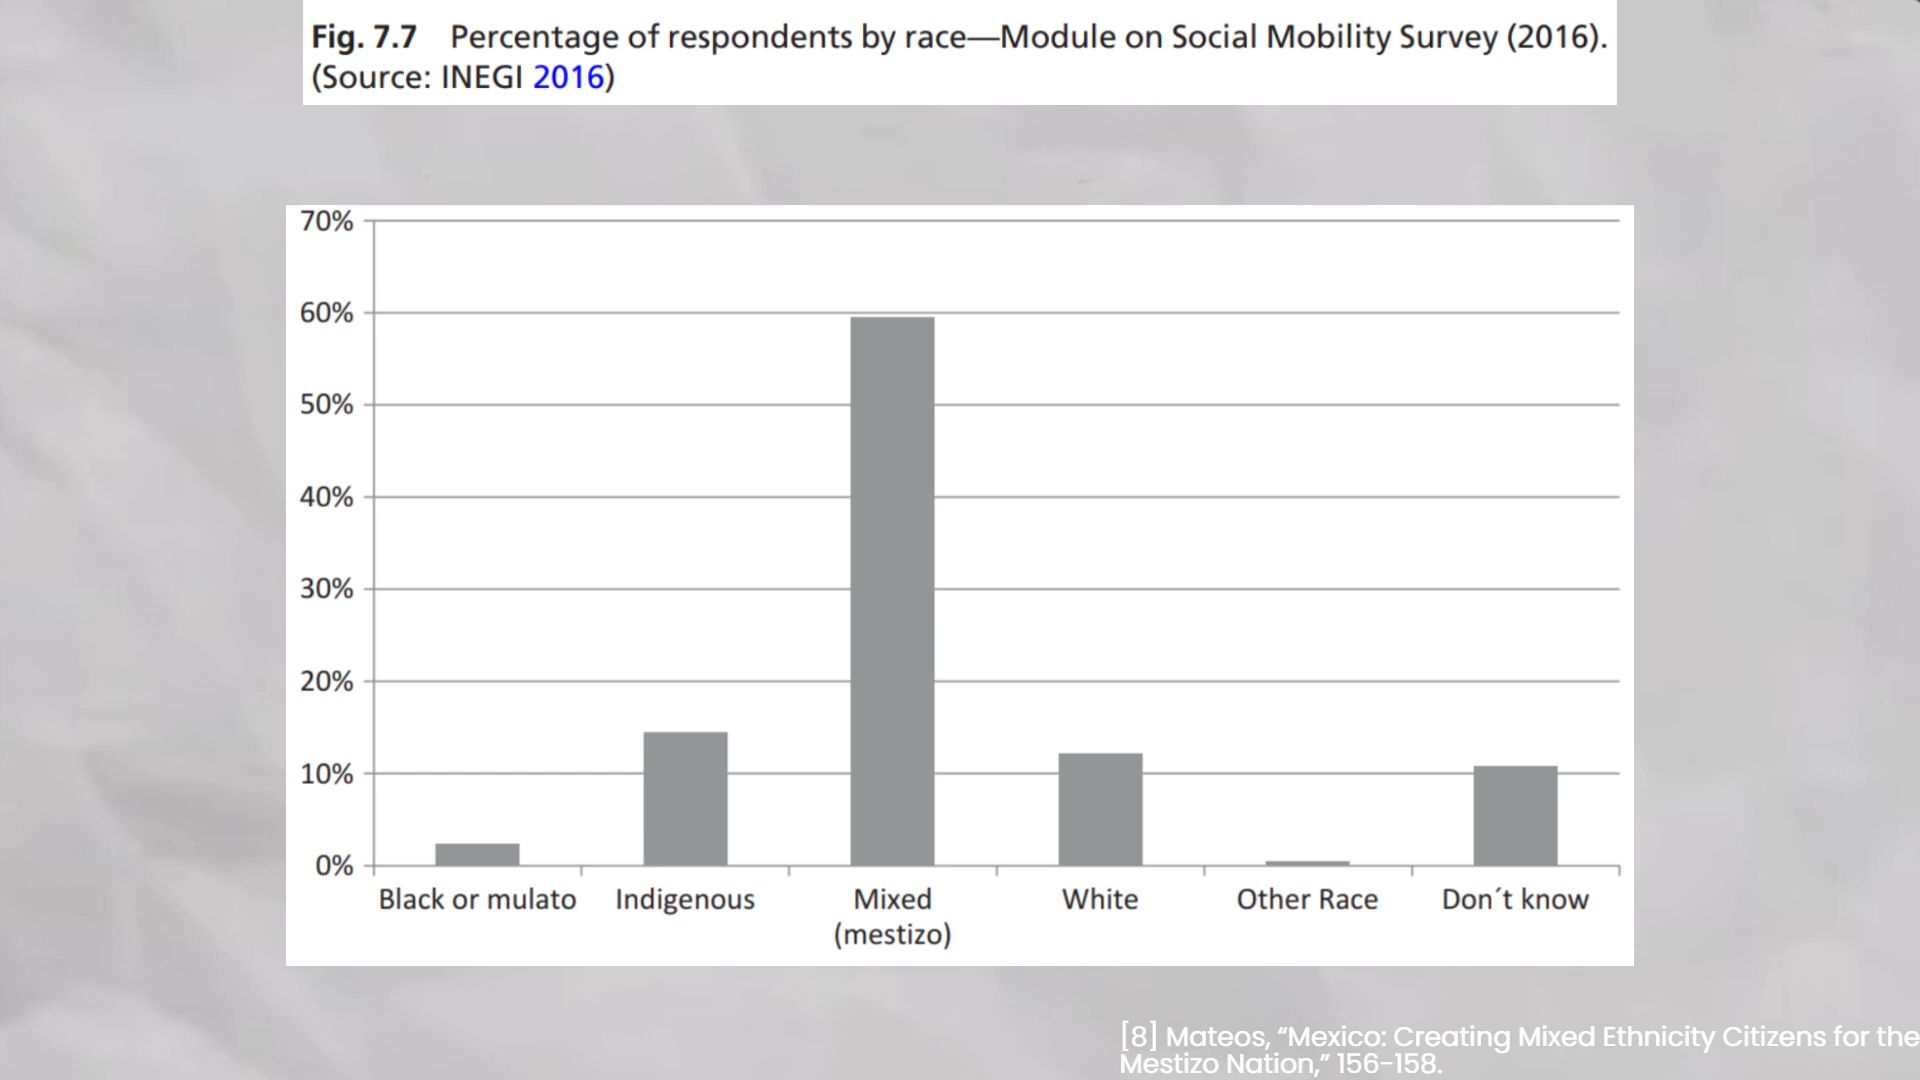 Fig. 7.7 Percentage of respondents by race—Module on Social Mobility Survey (2016).
(Source: INEGI 2016)
70%
60%
50%
40%
30%
20%
10%
0%
Black or mulato
Indigenous
Mixed
(mestizo)
White
Other Race
Don´t know
[8] Mateos, “Mexico: Creating Mixed Ethnicity Citizens for the
Mestizo Nation,” 156-158.